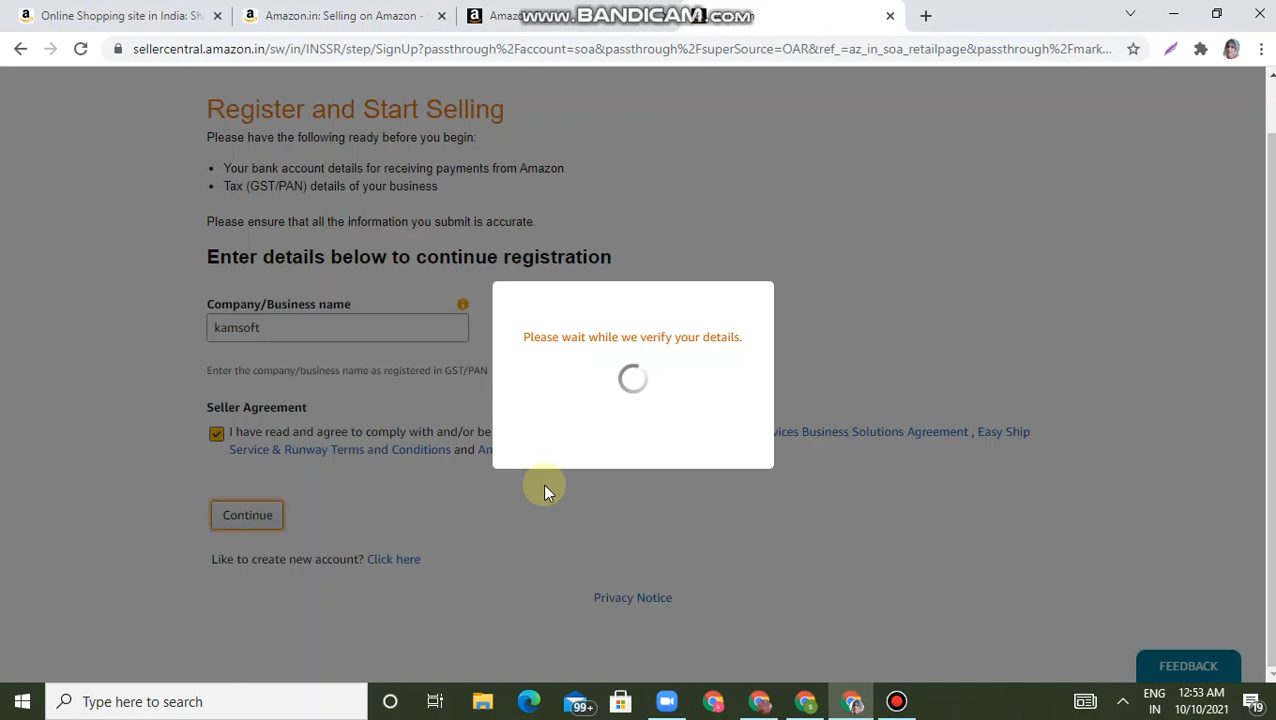 Online Shopping site in India: Sh
Amazon.in: Selling on Amazon -
Amazo
www.BANDICAM.com
sellercentral.amazon.in/sw/in/INSSR/step/SignUp?passthrough%2Faccount=soa&passthrough%2FsuperSource=OAR&ref_=az_in_soa_retailpage&passthrough%2Fmark...
Register and Start Selling
Please have the following ready before you begin:
• Your bank account details for receiving payments from Amazon
• Tax (GST/PAN) details of your business
Please ensure that all the information you submit is accurate.
Enter details below to continue registration
Company/Business name
kamsoft
Enter the company/business name as registered in GST/PAN
Please wait while we verify your details.
Seller Agreement
I have read and agree to comply with and/or be vices Business Solutions Agreement , Easy Ship
Service & Runway Terms and Conditions and An
Continue
Like to create new account? Click here
Privacy Notice
FEEDBACK
Type here to search
99+
ENG
IN
12:53 AM
10/10/2021
19